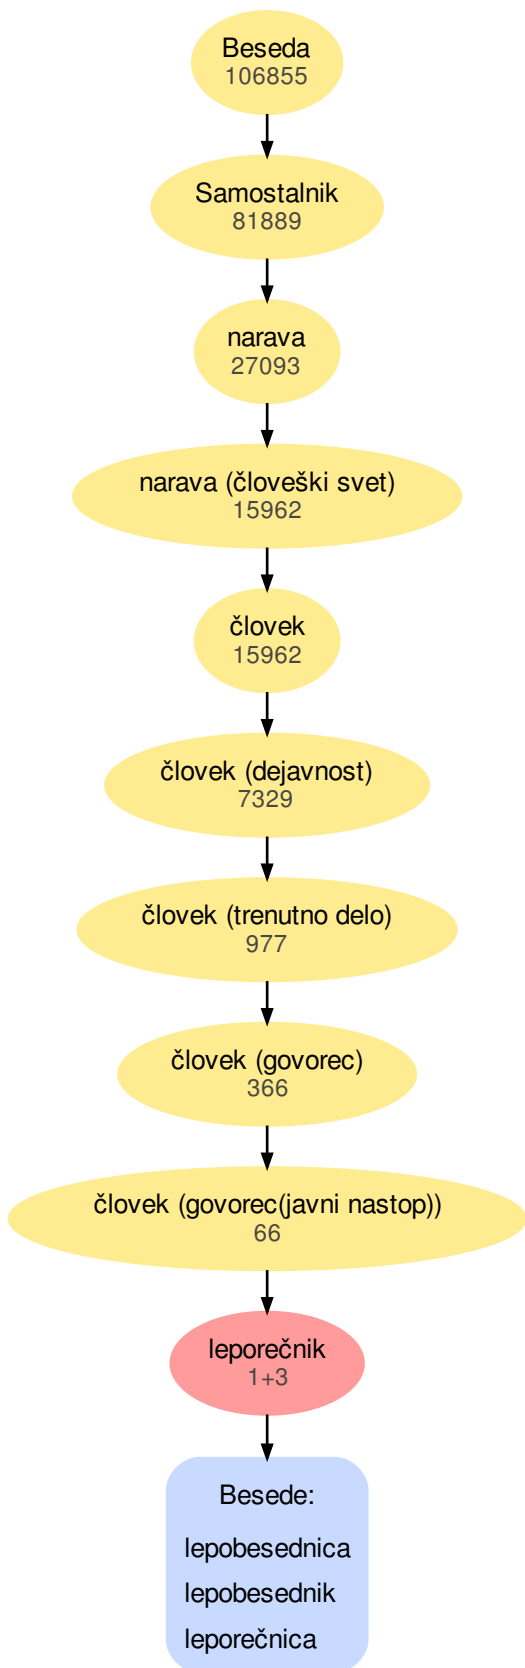 Beseda
106855
Samostalnik
81889
narava
27093
narava (človeški svet)
15962
človek
15962
človek (dejavnost)
7329
človek (trenutno delo)
977
človek (govorec)
366
človek (govorec(javni nastop))
66
leporečnik
1+3
Besede:
lepobesednica
lepobesednik
leporečnica